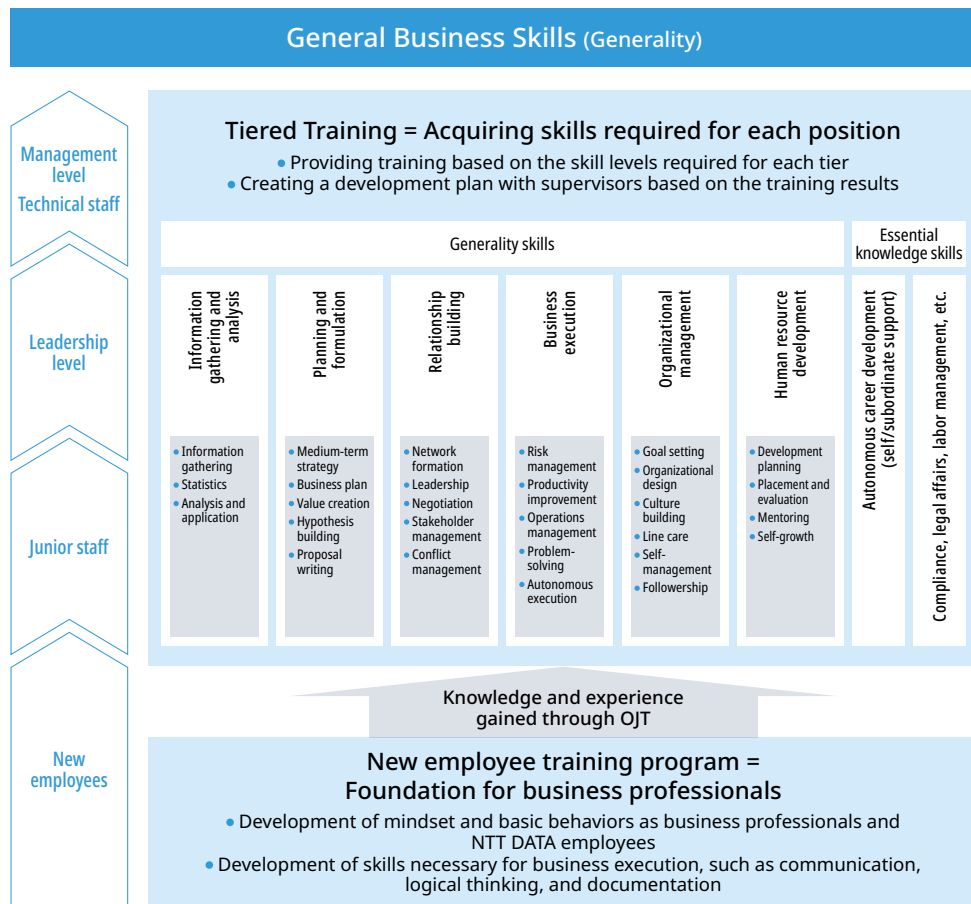 General Business Skills (Generality)
Management
level
Technical staff
Leadership
level
Junior staff
New
employees
Tiered Training = Acquiring skills required for each position
• Providing training based on the skill levels required for each tier
• Creating a development plan with supervisors based on the training results
Generality skills
Essential
knowledge skills
Information
gathering and
analysis
• Information
gathering
• Statistics
• Analysis and
application
Planning and
formulation
• Medium-term
strategy
• Business plan
• Value creation
• Hypothesis
building
• Proposal
writing
Relationship
building
• Network
formation
• Leadership
• Negotiation
• Stakeholder
management
• Conflict
management
Business
execution
• Risk
management
• Productivity
improvement
• Operations
management
• Problem-
solving
• Autonomous
execution
Organizational
management
• Goal setting
• Organizational
design
• Culture
building
• Line care
• Self-
management
• Followership
Human resource
development
• Development
planning
• Placement and
evaluation
• Mentoring
• Self-growth
Autonomous career development
(self/subordinate support)
Compliance, legal affairs, labor management, etc.
Knowledge and experience
gained through OJT
New employee training program =
Foundation for business professionals
• Development of mindset and basic behaviors as business professionals and
NTT DATA employees
• Development of skills necessary for business execution, such as communication,
logical thinking, and documentation